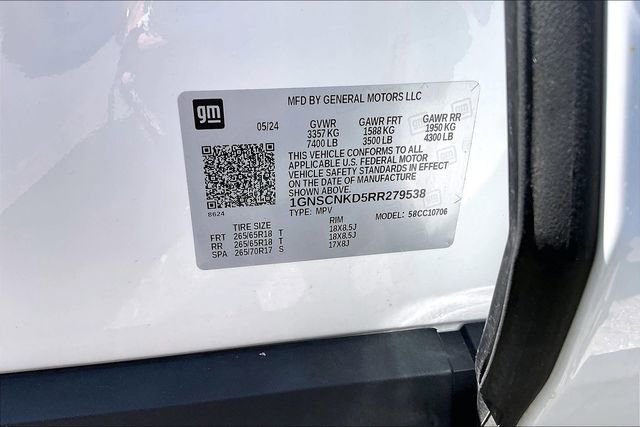 gm
MFD BY GENERAL MOTORS LLC
05/24
GVWR GAWR FRT GAWR RR
3357 KG 1588 KG 1950 KG
7400 LB 3500 LB 4300 LB
THIS VEHICLE CONFORMS TO ALL
APPLICABLE U.S. FEDERAL MOTOR
VEHICLE SAFETY STANDARDS IN EFFECT
ON THE DATE OF MANUFACTURE
SHOWN ABOVE.
1GNSCNKD5RR279538
8624
TYPE: MPV MODEL: 58CC10706
TIRE SIZE RIM
FRT 265/65R18 T 18X8.5J
RR 265/65R18 T 18X8.5J
SPA 265/70R17 S 17X8J